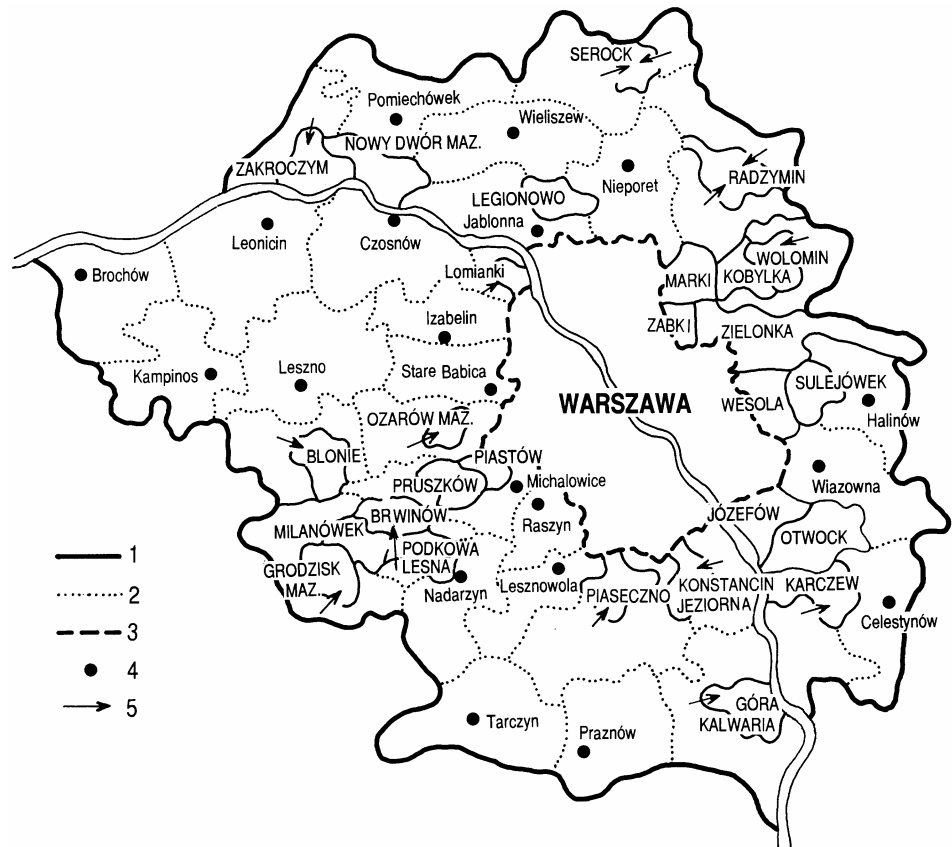 SEROCK
Pomiechówek
Wieliszew
NOWY DWÓR MAZ.
ZAKROCZYM
Nieporet
RADZYMIN
LEGIONOWO
Jablonna
Leonicin
Czosnów
WOLOMIN
Brochów
Lomianki
MARKI
KOBYLKA
Izabelin
ZABKI
ZIELONKA
Kampinos
Leszno
Stare Babica
SULEJÓWEK
WARSZAWA
WESOLA
Halinów
OZARÓW MAZ.
BLONIE
PIASTÓW
PRUSZKÓW
Michalowice
Wiazowna
BRWINÓW
Raszyn
JÓZEFÓW
MILANÓWEK
OTWOCK
PODKOWA
LESNA
GRODZISK
MAZ.
Nadarzyn
Lesznowola
PIASECZNO
KONSTANCIN
JEZIORNA
KARCZEW
Celestynów
GÓRA
KALWARIA
Tarczyn
Praznów
1
2
3
4
5